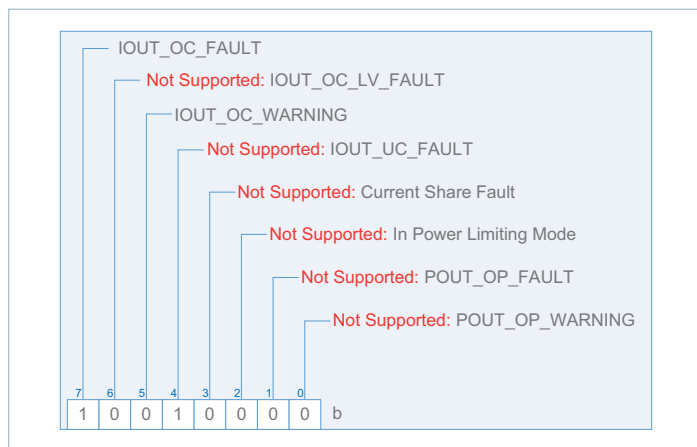 IOUT_OC_FAULT
Not Supported: IOUT_OC_LV_FAULT
IOUT_OC_WARNING
Not Supported: IOUT_UC_FAULT
Not Supported: Current Share Fault
Not Supported: In Power Limiting Mode
Not Supported: POUT_OP_FAULT
Not Supported: POUT_OP_WARNING
7 6 5 4 3 2 1 0
1 0 0 1 0 0 0 0 b